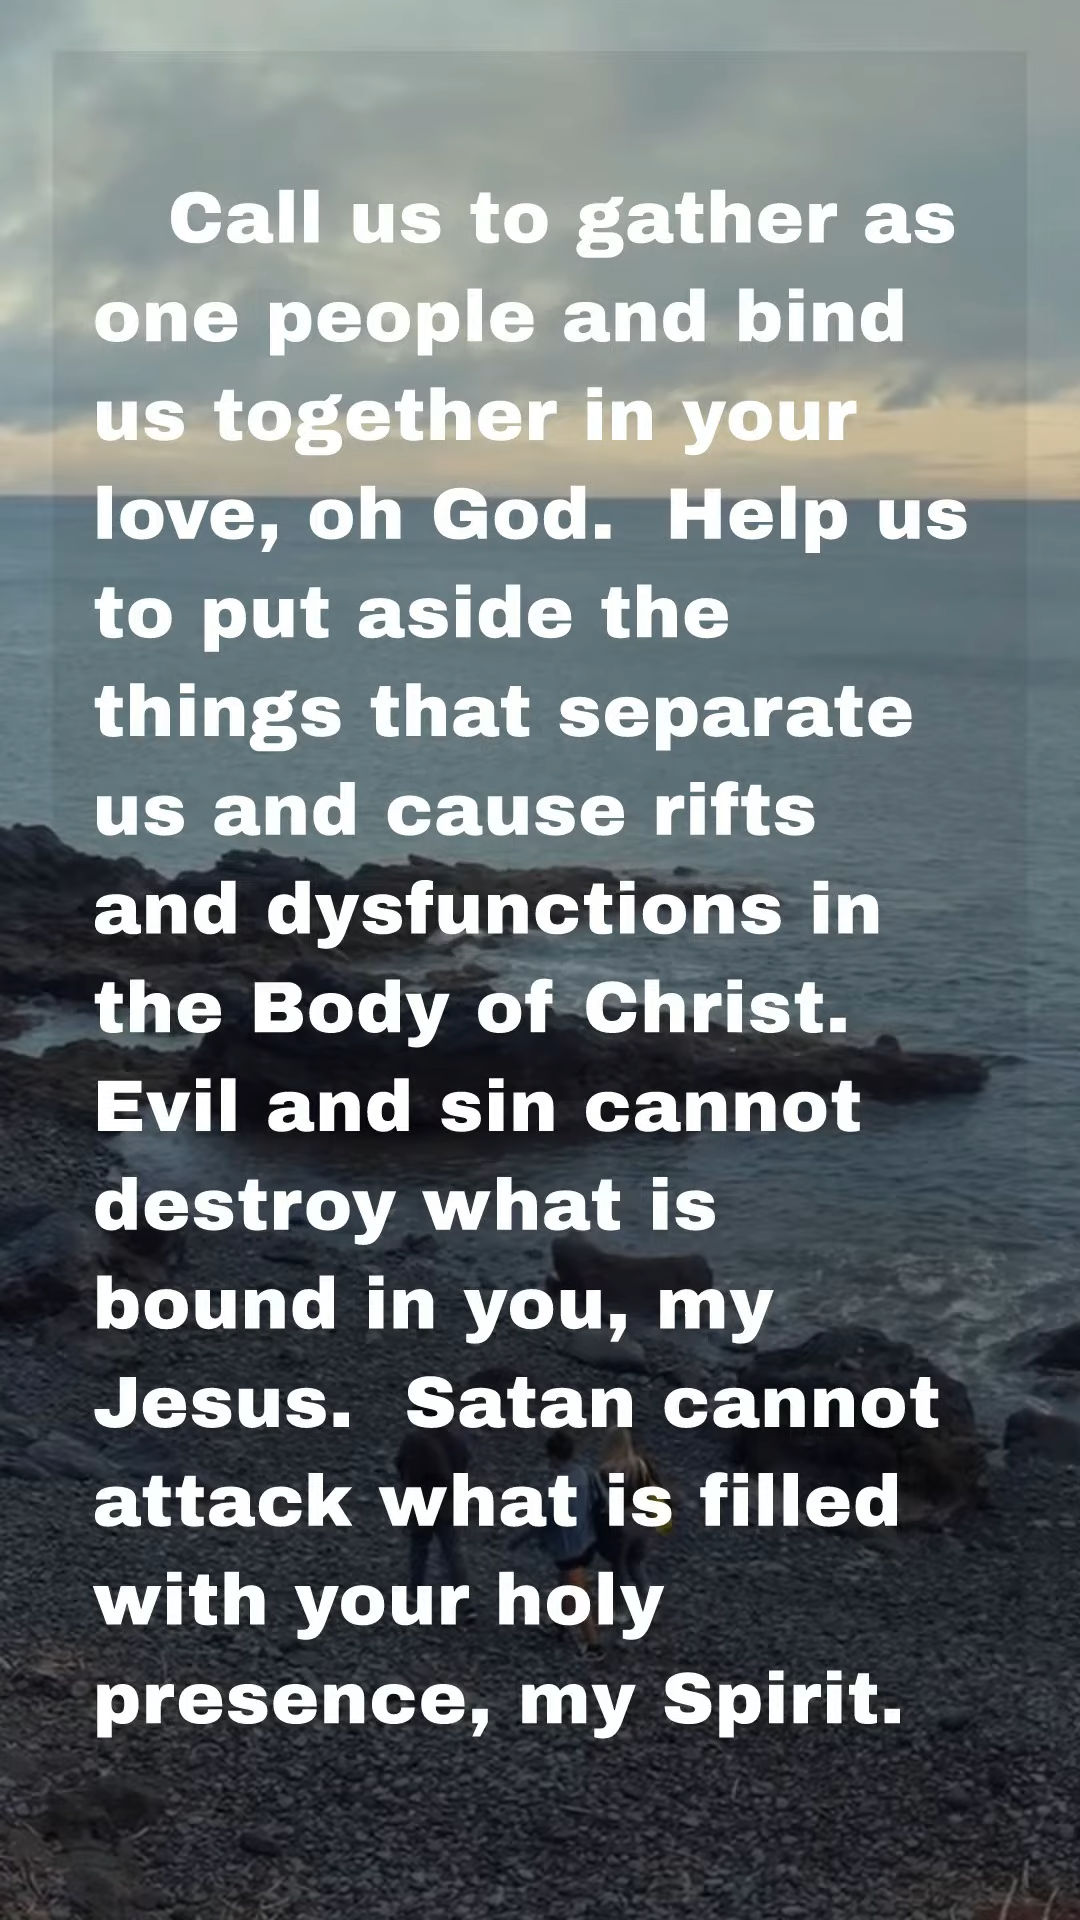 Call us to gather as
one people and bind
us together in your
love, oh God.  Help us
to put aside the
things that separate
us and cause rifts
and dysfunctions in
the Body of Christ.
Evil and sin cannot
destroy what is
bound in you, my
Jesus.  Satan cannot
attack what is filled
with your holy
presence, my Spirit.